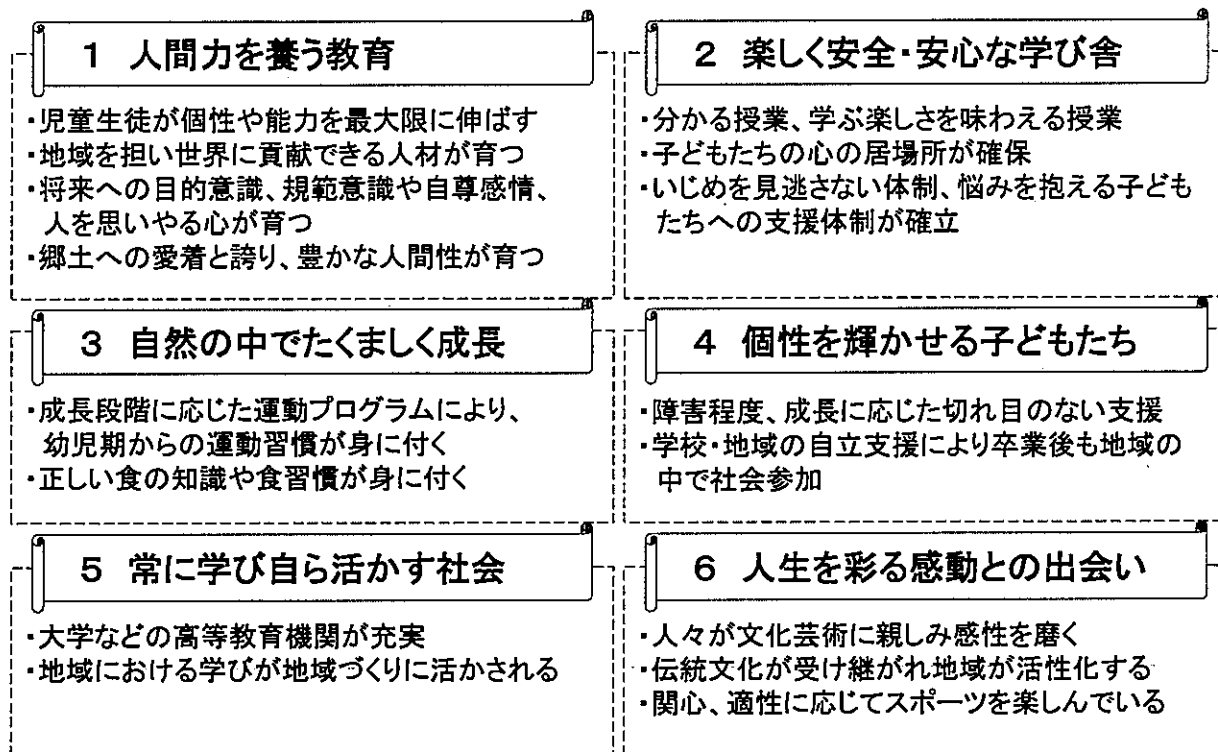 1 人間力を養う教育
・児童生徒が個性や能力を最大限に伸ばす
・地域を担い世界に貢献できる人材が育つ
・将来への目的意識、規範意識や自尊感情、
人を思いやる心が育つ
・郷土への愛着と誇り、豊かな人間性が育つ
2 楽しく安全・安心な学び舎
・分かる授業、学ぶ楽しさを味わえる授業
・子どもたちの心の居場所が確保
・いじめを見逃さない体制、悩みを抱える子ども
たちへの支援体制が確立
3 自然の中でたくましく成長
・成長段階に応じた運動プログラムにより、
幼児期からの運動習慣が身に付く
・正しい食の知識や食習慣が身に付く
4 個性を輝かせる子どもたち
・障害程度、成長に応じた切れ目のない支援
・学校・地域の自立支援により卒業後も地域の
中で社会参加
5 常に学び自ら活かす社会
・大学などの高等教育機関が充実
・地域における学びが地域づくりに活かされる
6 人生を彩る感動との出会い
・人々が文化芸術に親しみ感性を磨く
・伝統文化が受け継がれ地域が活性化する
・関心、適性に応じてスポーツを楽しんでいる